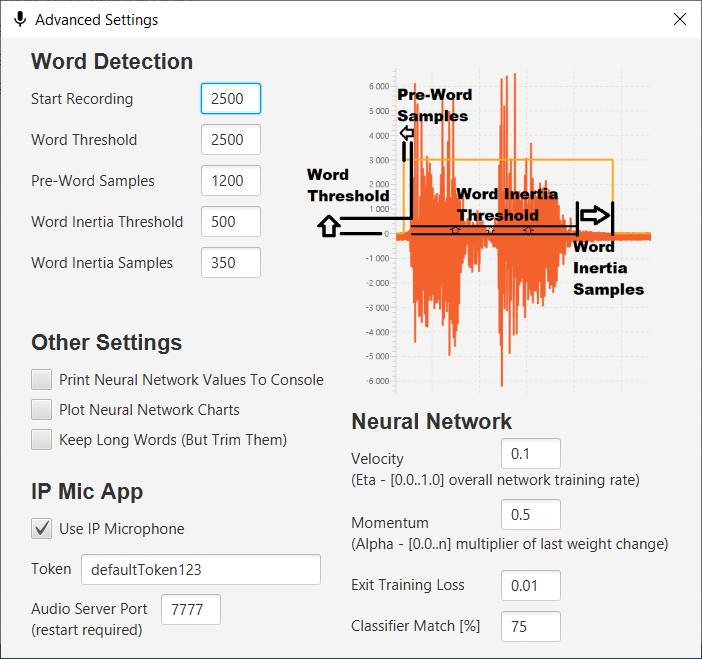 Advanced Settings
Word Detection
Start Recording 2500
Word Threshold 2500
Pre-Word Samples 1200
Word Inertia Threshold 500
Word Inertia Samples 350
6 000
5 000
4 000
3 000
2 000
1 000
0
-1 000
-2 000
-3 000
-4 000
-5 000
-6 000
Pre-Word
Samples
Word
Threshold
Word Inertia
Threshold
Word
Inertia
Samples
Other Settings
Print Neural Network Values To Console
Plot Neural Network Charts
Keep Long Words (But Trim Them)
IP Mic App
Use IP Microphone
Token defaultToken123
Audio Server Port 7777
(restart required)
Neural Network
Velocity 0.1
(Eta - [0.0..1.0] overall network training rate)
Momentum 0.5
(Alpha - [0.0..n] multiplier of last weight change)
Exit Training Loss 0.01
Classifier Match [%] 75